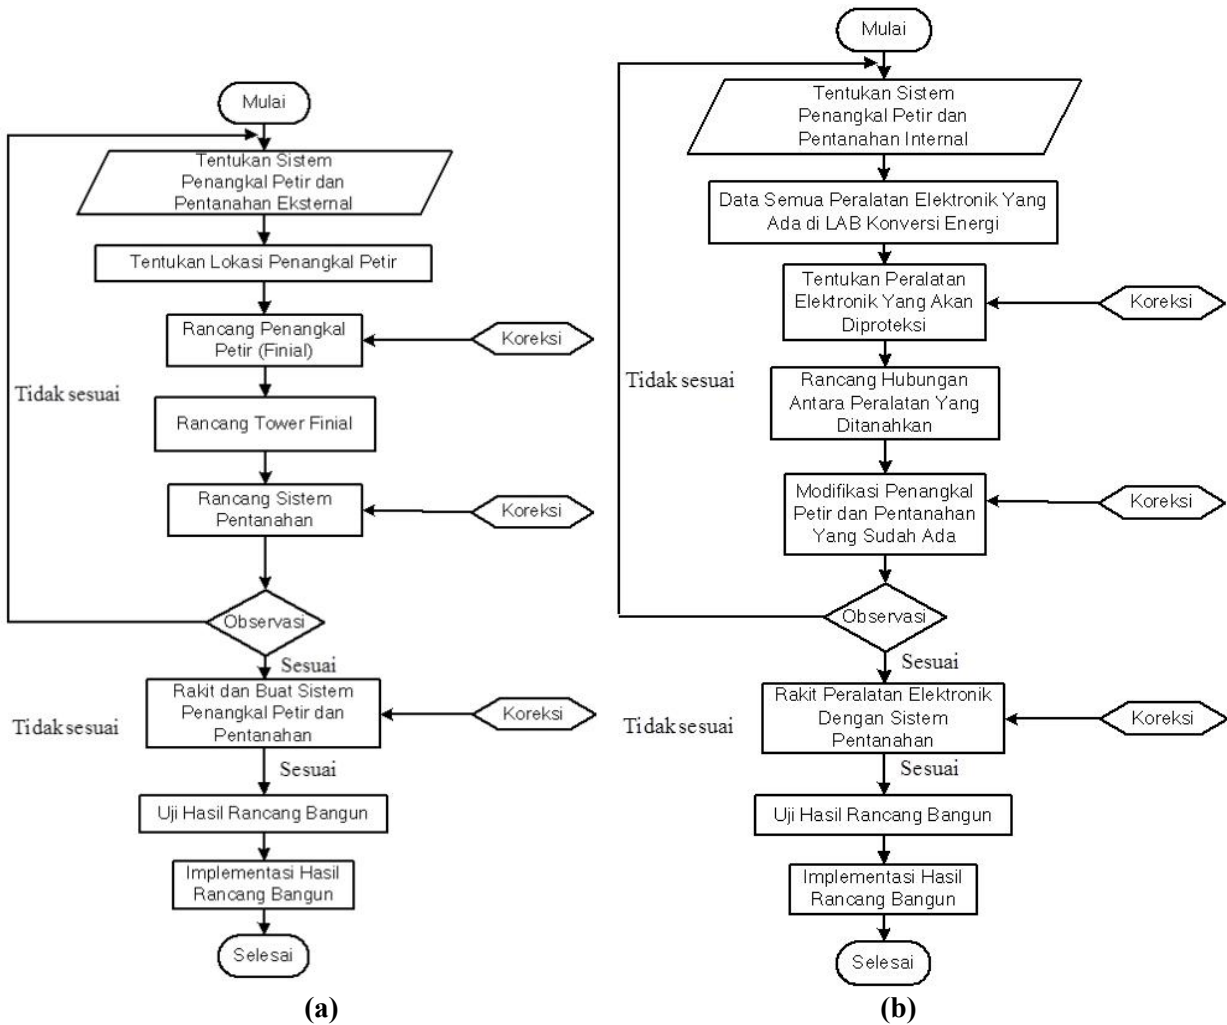 Mulai
Tentukan Sistem
Penangkal Petir dan
Pentanahan Eksternal
Tentukan Lokasi Penangkal Petir
Rancang Penangkal
Petir (Finial)
Koreksi
Tidak sesuai
Rancang Tower Finial
Rancang Sistem
Pentanahan
Koreksi
Observasi
Sesuai
Rakit dan Buat Sistem
Penangkal Petir dan
Pentanahan
Koreksi
Tidak sesuai
Sesuai
Uji Hasil Rancang Bangun
Implementasi Hasil
Rancang Bangun
Selesai
(a)
Mulai
Tentukan Sistem
Penangkal Petir dan
Pentanahan Internal
Data Semua Peralatan Elektronik Yang
Ada di LAB Konversi Energi
Tentukan Peralatan
Elektronik Yang Akan
Diproteksi
Koreksi
Tidak sesuai
Rancang Hubungan
Antara Peralatan Yang
Ditanahkan
Modifikasi Penangkal
Petir dan Pentanahan
Yang Sudah Ada
Koreksi
Observasi
Sesuai
Rakit Peralatan Elektronik
Dengan Sistem
Pentanahan
Koreksi
Tidak sesuai
Sesuai
Uji Hasil Rancang Bangun
Implementasi Hasil
Rancang Bangun
Selesai
(b)